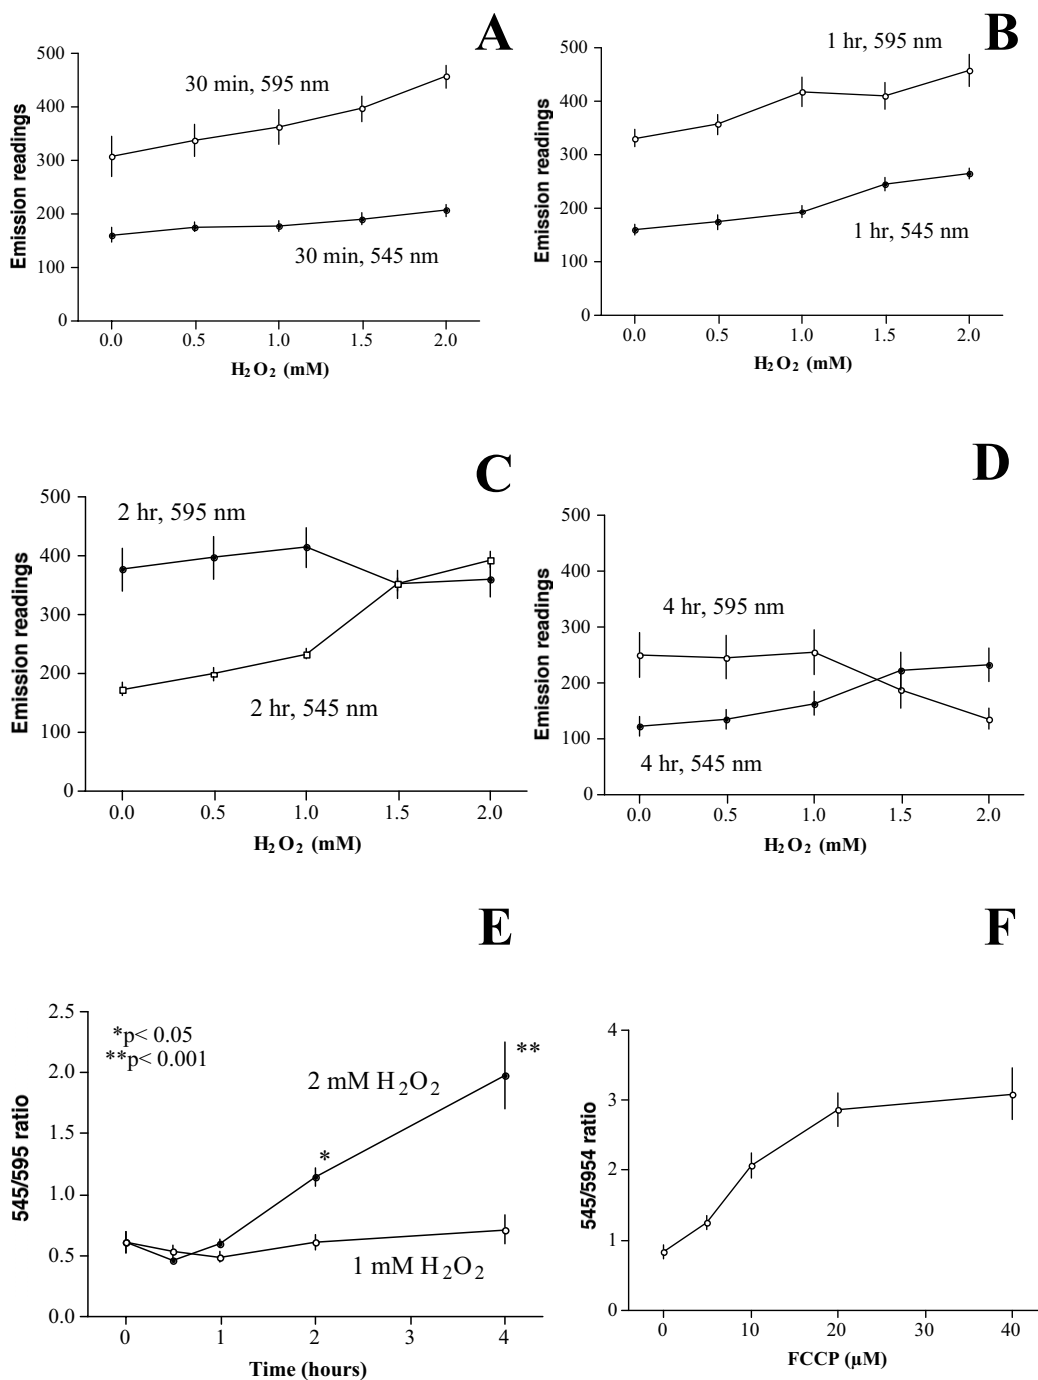 A
500
400
300
200
100
0
Emission readings
30 min, 595 nm
30 min, 545 nm
0.0 0.5 1.0 1.5 2.0
H2O2 (mM)
B
500
400
300
200
100
0
Emission readings
1 hr, 595 nm
1 hr, 545 nm
0.0 0.5 1.0 1.5 2.0
H2O2 (mM)
C
500
400
300
200
100
0
Emission readings
2 hr, 595 nm
2 hr, 545 nm
0.0 0.5 1.0 1.5 2.0
H2O2 (mM)
D
500
400
300
200
100
0
Emission readings
4 hr, 595 nm
4 hr, 545 nm
0.0 0.5 1.0 1.5 2.0
H2O2 (mM)
E
2.5
2.0
1.5
1.0
0.5
0.0
545/595 ratio
*p< 0.05
**p< 0.001
**
2 mM H2O2
*
1 mM H2O2
0 1 2 3 4
Time (hours)
F
4
3
2
1
0
545/5954 ratio
0 10 20 30 40
FCCP (µM)